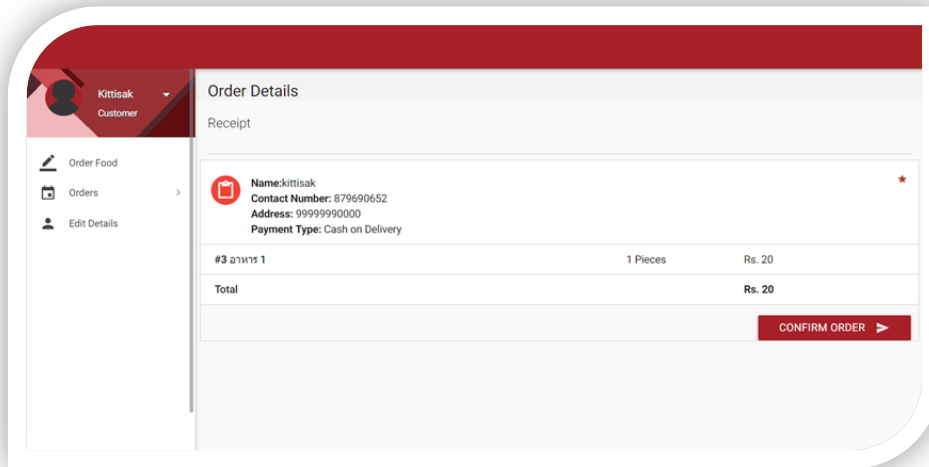 Kittisak
Customer
Order Food
Orders
Edit Details
Order Details
Receipt
Name:kittisak
Contact Number: 879690652
Address: 99999990000
Payment Type: Cash on Delivery
#3 อาหาร 1 1 Pieces Rs. 20
Total Rs. 20
CONFIRM ORDER